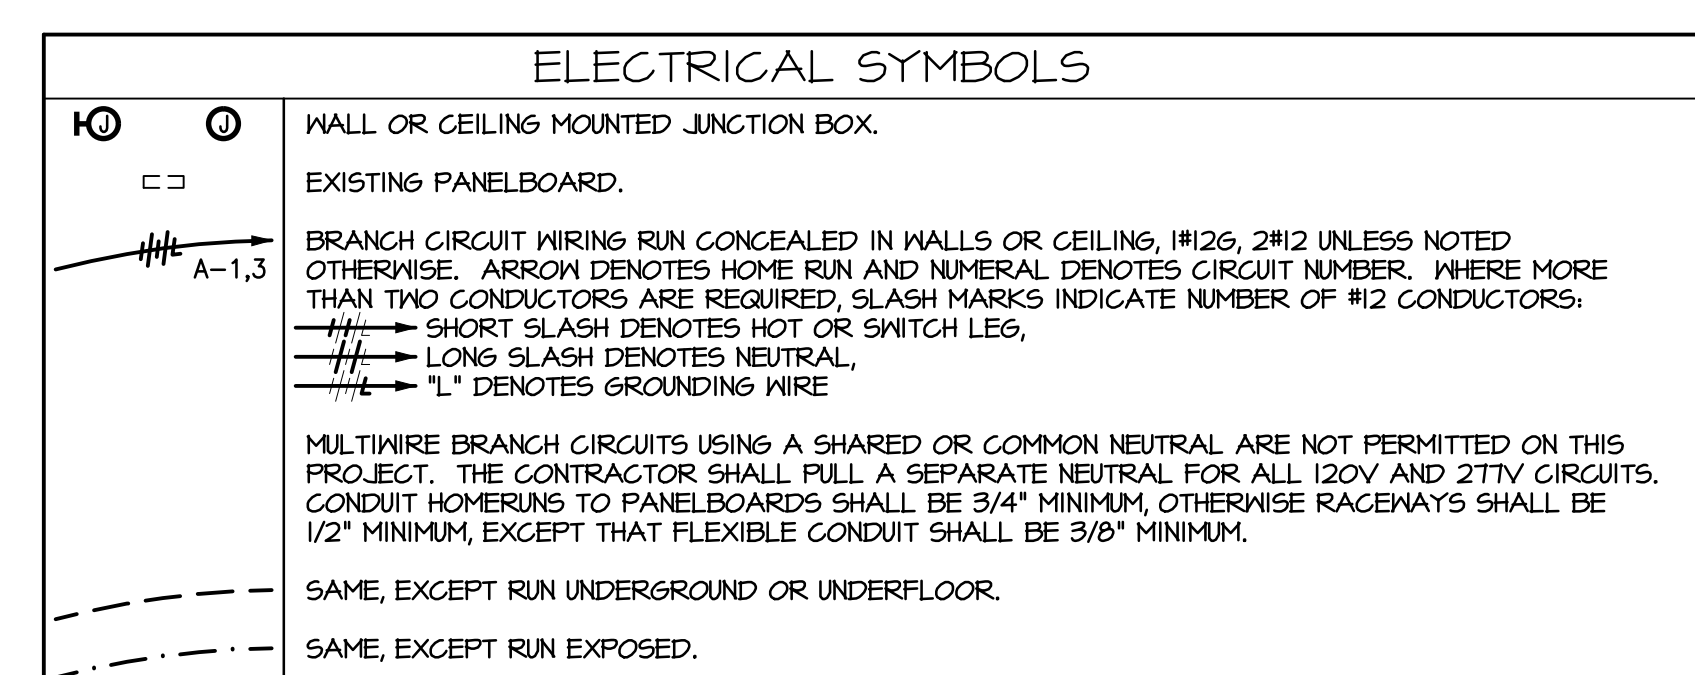 ELECTRICAL SYMBOLS
J J WALL OR CEILING MOUNTED JUNCTION BOX.
EXISTING PANELBOARD.
BRANCH CIRCUIT WIRING RUN CONCEALED IN WALLS OR CEILING, 1#12G, 2#12 UNLESS NOTED
A-1,3 OTHERWISE. ARROW DENOTES HOME RUN AND NUMERAL DENOTES CIRCUIT NUMBER. WHERE MORE
THAN TWO CONDUCTORS ARE REQUIRED, SLASH MARKS INDICATE NUMBER OF #12 CONDUCTORS:
SHORT SLASH DENOTES HOT OR SWITCH LEG,
LONG SLASH DENOTES NEUTRAL,
"L" DENOTES GROUNDING WIRE
MULTIWIRE BRANCH CIRCUITS USING A SHARED OR COMMON NEUTRAL ARE NOT PERMITTED ON THIS
PROJECT. THE CONTRACTOR SHALL PULL A SEPARATE NEUTRAL FOR ALL 120V AND 277V CIRCUITS.
CONDUIT HOMERUNS TO PANELBOARDS SHALL BE 3/4" MINIMUM, OTHERWISE RACEWAYS SHALL BE
1/2" MINIMUM, EXCEPT THAT FLEXIBLE CONDUIT SHALL BE 3/8" MINIMUM.
SAME, EXCEPT RUN UNDERGROUND OR UNDERFLOOR.
SAME, EXCEPT RUN EXPOSED.